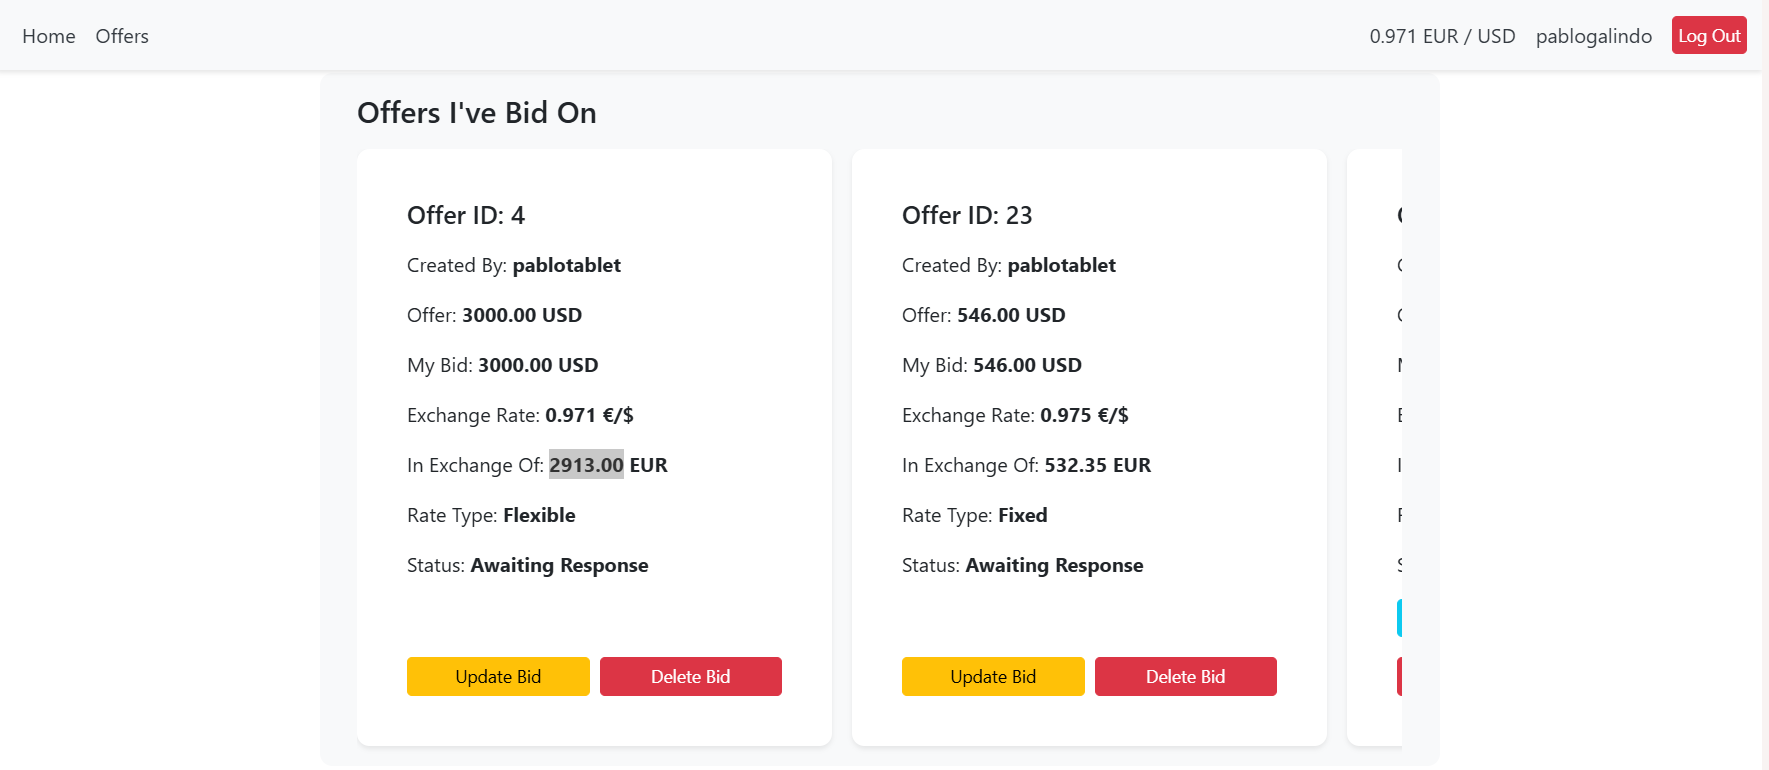 Home Offers 0.971 EUR / USD pablogalindo Log Out
Offers I've Bid On
Offer ID: 4
Created By: pablotablet
Offer: 3000.00 USD
My Bid: 3000.00 USD
Exchange Rate: 0.971 €/$
In Exchange Of: 2913.00 EUR
Rate Type: Flexible
Status: Awaiting Response
Update Bid Delete Bid
Offer ID: 23
Created By: pablotablet
Offer: 546.00 USD
My Bid: 546.00 USD
Exchange Rate: 0.975 €/$
In Exchange Of: 532.35 EUR
Rate Type: Fixed
Status: Awaiting Response
Update Bid Delete Bid